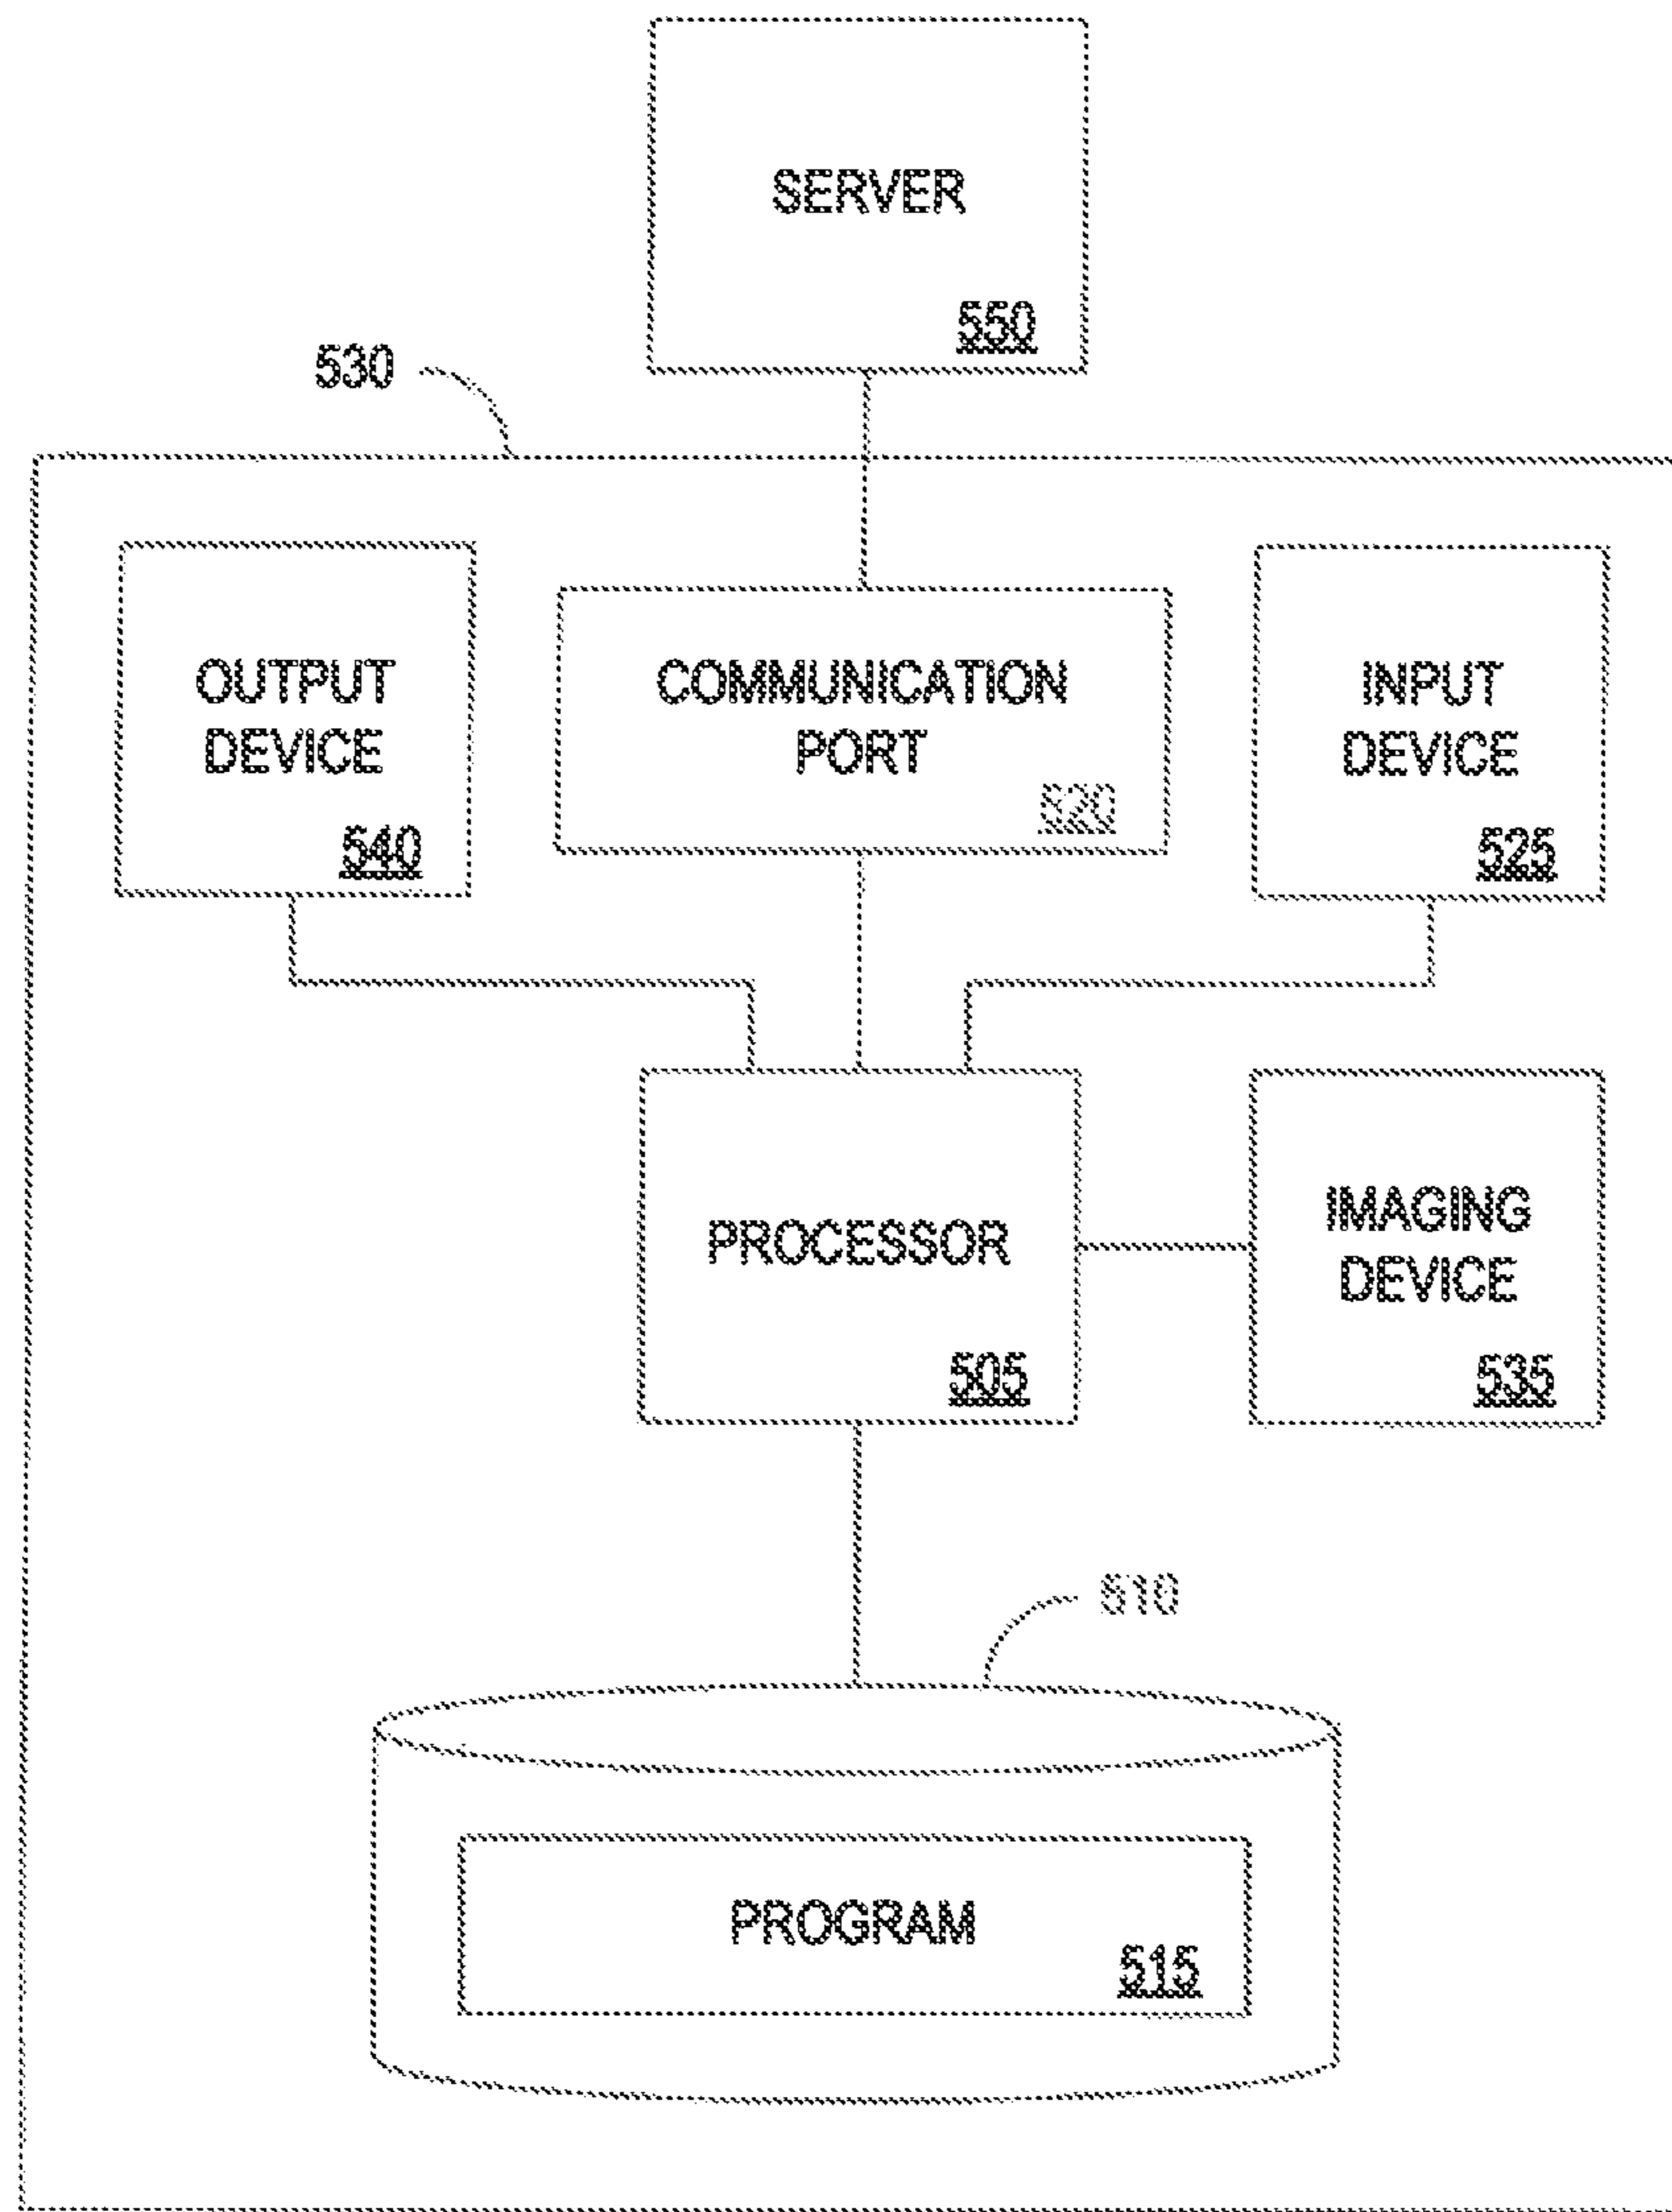 SERVER
550
530
OUTPUT
DEVICE
540
COMMUNICATION
PORT
520
INPUT
DEVICE
525
PROCESSOR
505
IMAGING
DEVICE
535
510
PROGRAM
515